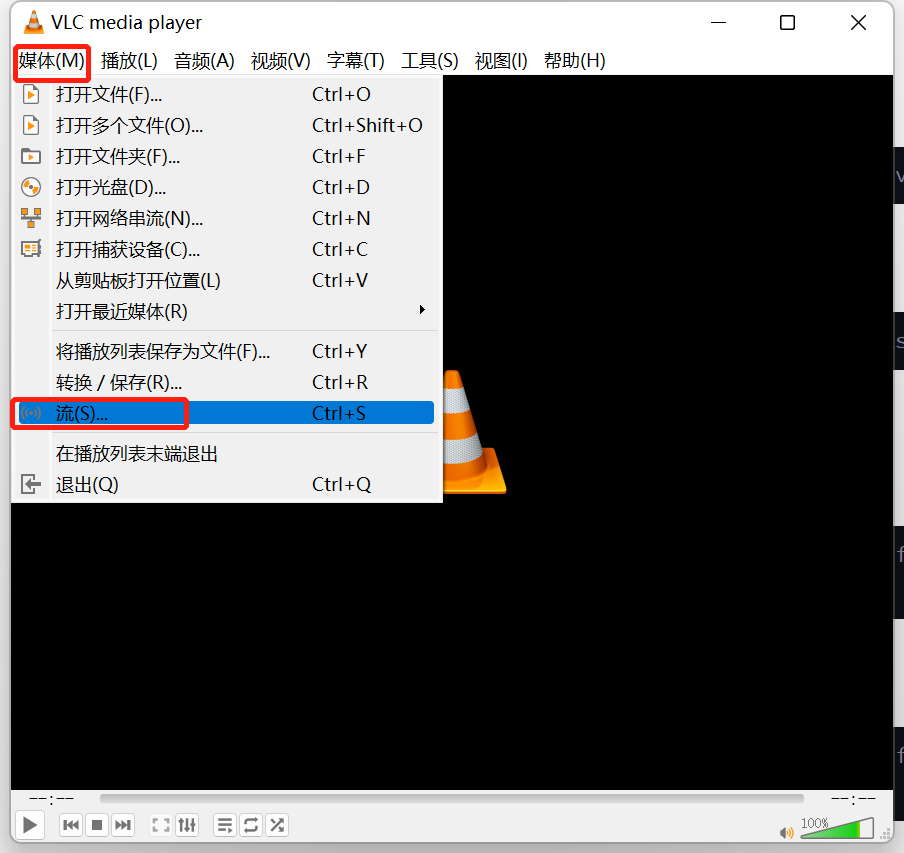 VLC media player
媒体(M) 播放(L) 音频(A) 视频(V) 字幕(T) 工具(S) 视图(I) 帮助(H)
打开文件(F)... Ctrl+O
打开多个文件(O)... Ctrl+Shift+O
打开文件夹(F)... Ctrl+F
打开光盘(D)... Ctrl+D
打开网络串流(N)... Ctrl+N
打开捕获设备(C)... Ctrl+C
从剪贴板打开位置(L) Ctrl+V
打开最近媒体(R)
将播放列表保存为文件(F)... Ctrl+Y
转换 / 保存(R)... Ctrl+R
流(S)... Ctrl+S
在播放列表末端退出
退出(Q) Ctrl+Q
--:-- --:--
100%